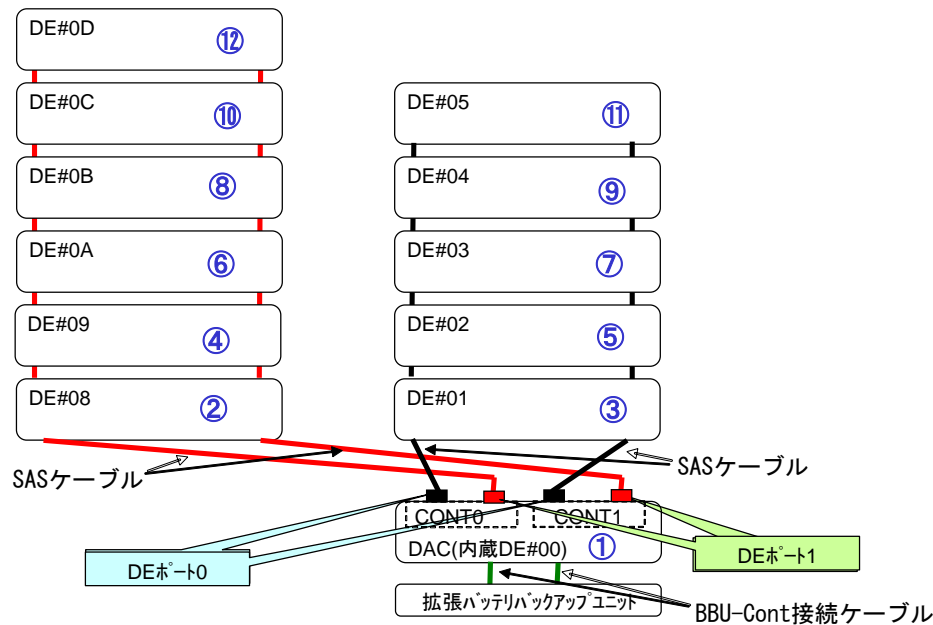 DE#0D
⑫
DE#0C
⑩
DE#05
⑪
DE#0B
⑧
DE#04
⑨
DE#0A
⑥
DE#03
⑦
DE#09
④
DE#02
⑤
DE#08
②
DE#01
③
SASケーブル
SASケーブル
CONT0
CONT1
DAC(内蔵DE#00)
①
DEﾎﾟｰﾄ0
DEﾎﾟｰﾄ1
拡張ﾊﾞｯﾃﾘﾊﾞｯｸｱｯﾌﾟﾕﾆｯﾄ
BBU-Cont接続ケーブル